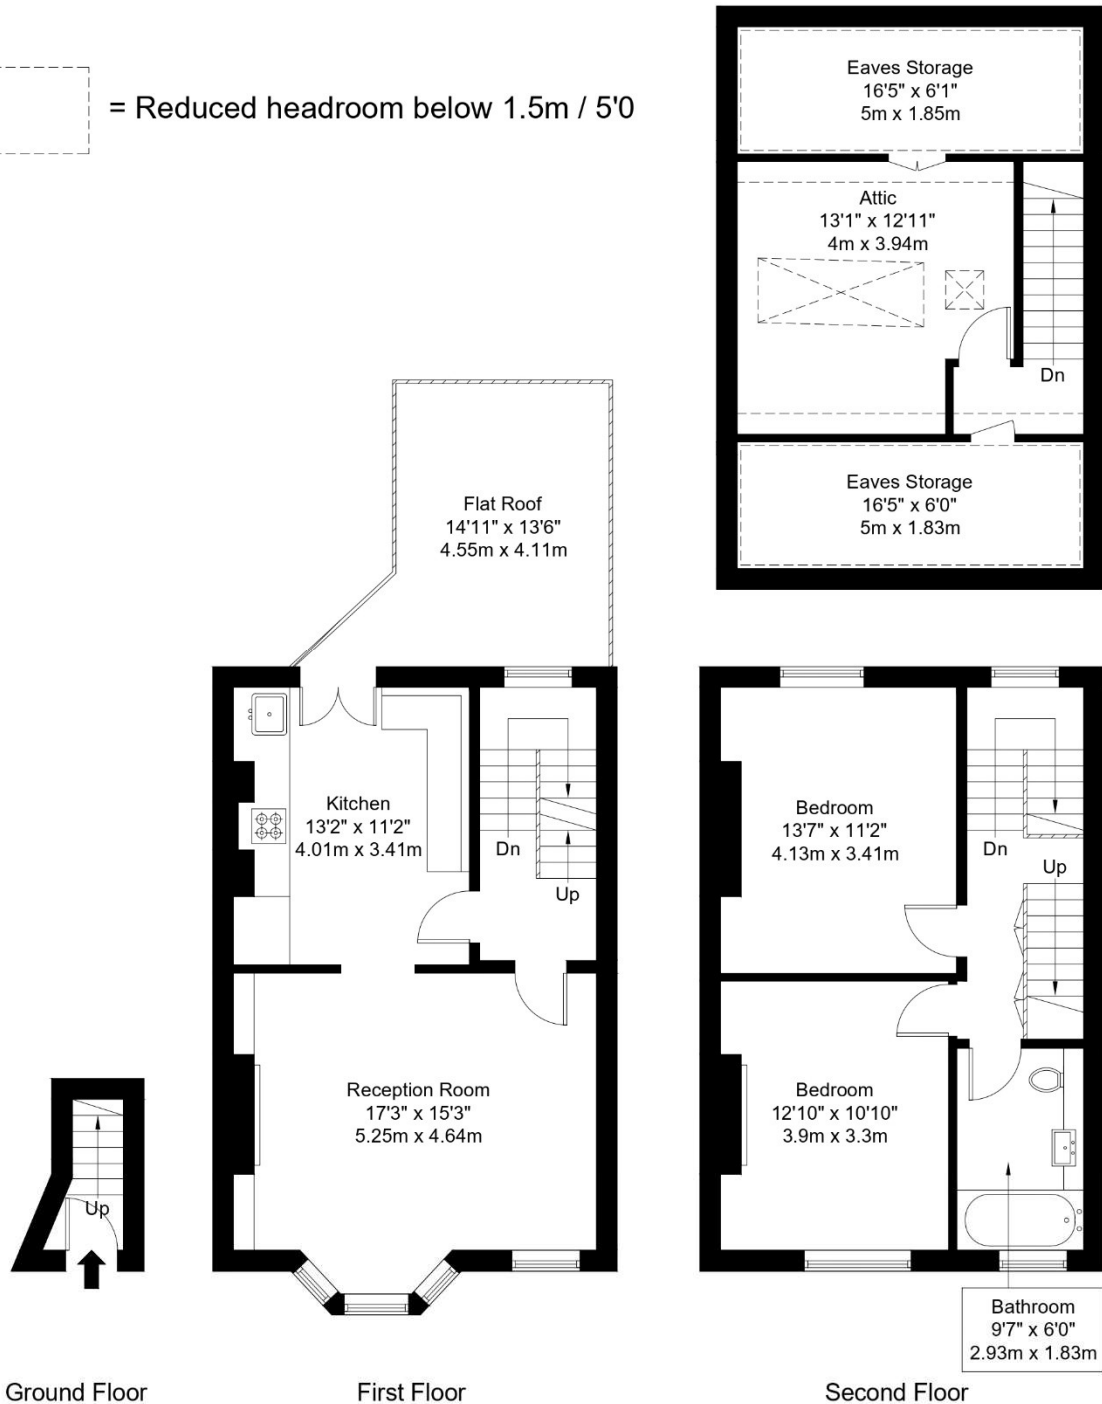 = Reduced headroom below 1.5m / 5'0
Eaves Storage
16'5" x 6'1"
5m x 1.85m
Attic
13'1" x 12'11"
4m x 3.94m
Dn
Eaves Storage
16'5" x 6'0"
5m x 1.83m
Flat Roof
14'11" x 13'6"
4.55m x 4.11m
Kitchen
13'2" x 11'2"
4.01m x 3.41m
Dn
Up
Reception Room
17'3" x 15'3"
5.25m x 4.64m
Bedroom
13'7" x 11'2"
4.13m x 3.41m
Dn
Up
Bedroom
12'10" x 10'10"
3.9m x 3.3m
Bathroom
9'7" x 6'0"
2.93m x 1.83m
Up
Ground Floor
First Floor
Second Floor